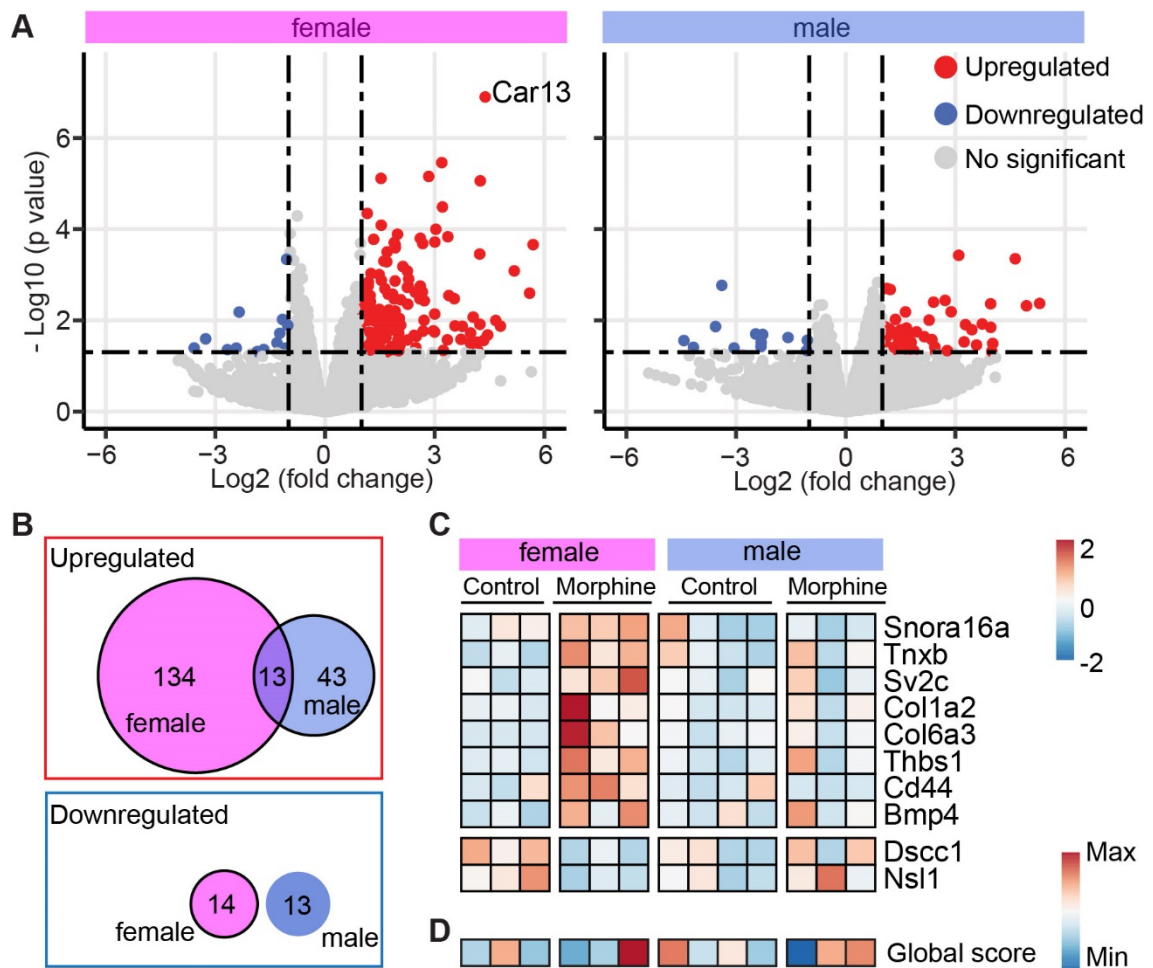 A
female
male
Car13
Upregulated
Downregulated
No significant
- Log10 (p value)
6
4
2
0
−6
−3
0
3
6
−6
−3
0
3
6
Log2 (fold change)
Log2 (fold change)
B
Upregulated
134
13
43
female
male
Downregulated
14
13
female
male
C
female
male
Control
Morphine
Control
Morphine
Snora16a
Tnxb
Sv2c
Col1a2
Col6a3
Thbs1
Cd44
Bmp4
Dscc1
Nsl1
2
0
-2
D
Global score
Max
Min